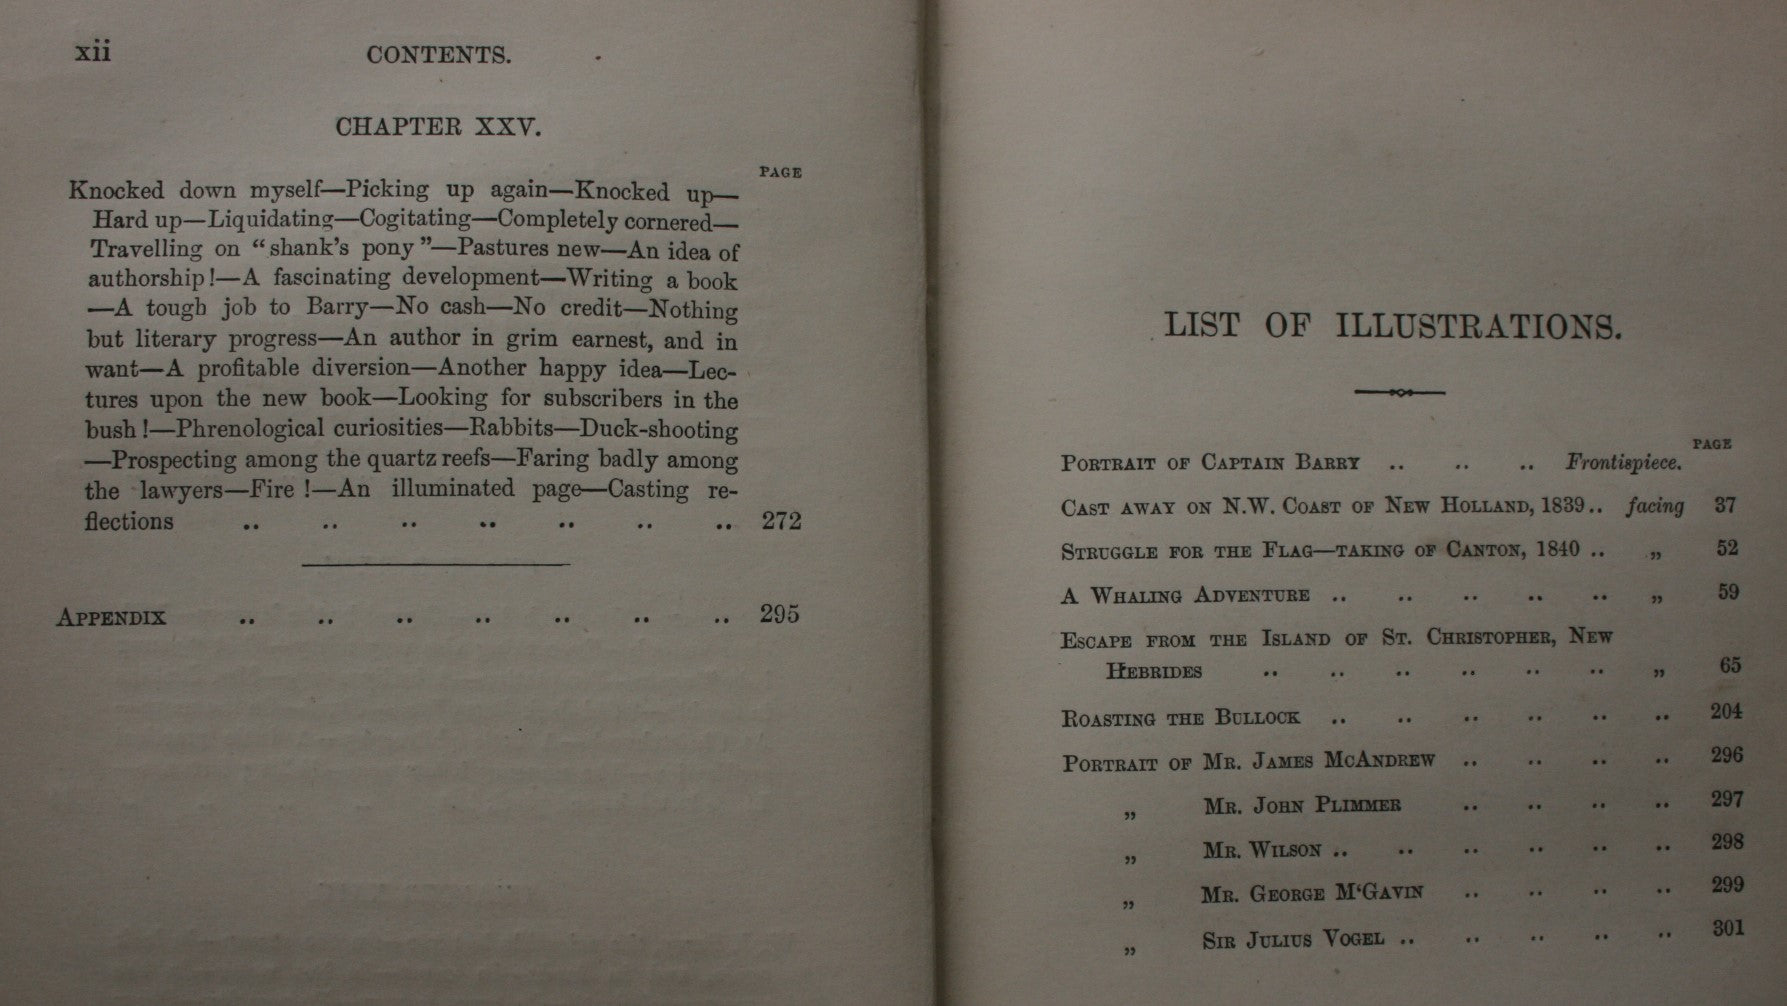 xii CONTENTS.
CHAPTER XXV.
PAGE
Knocked down myself—Picking up again—Knocked up—
Hard up—Liquidating—Cogitating—Completely cornered—
Travelling on “shank’s pony”—Pastures new—An idea of
authorship!—A fascinating development—Writing a book
—A tough job to Barry—No cash—No credit—Nothing
but literary progress—An author in grim earnest, and in
want—A profitable diversion—Another happy idea—Lec-
tures upon the new book—Looking for subscribers in the
bush!—Phrenological curiosities—Rabbits—Duck-shooting
—Prospecting among the quartz reefs—Faring badly among
the lawyers—Fire!—An illuminated page—Casting re-
flections .. .. .. .. .. .. .. 272
APPENDIX .. .. .. .. .. .. .. 295
LIST OF ILLUSTRATIONS.
PAGE
PORTRAIT OF CAPTAIN BARRY .. .. .. Frontispiece.
CAST AWAY ON N.W. COAST OF NEW HOLLAND, 1839.. facing 37
STRUGGLE FOR THE FLAG—TAKING OF CANTON, 1840 .. „ 52
A WHALING ADVENTURE .. .. .. .. .. „ 59
ESCAPE FROM THE ISLAND OF ST. CHRISTOPHER, NEW
HEBRIDES .. .. .. .. .. .. „ 65
ROASTING THE BULLOCK .. .. .. .. .. .. 204
PORTRAIT OF MR. JAMES MCANDREW .. .. .. .. 296
„ MR. JOHN PLIMMER .. .. .. .. 297
„ MR. WILSON .. .. .. .. .. .. 298
„ MR. GEORGE M‘GAVIN .. .. .. .. 299
„ SIR JULIUS VOGEL .. .. .. .. .. 301